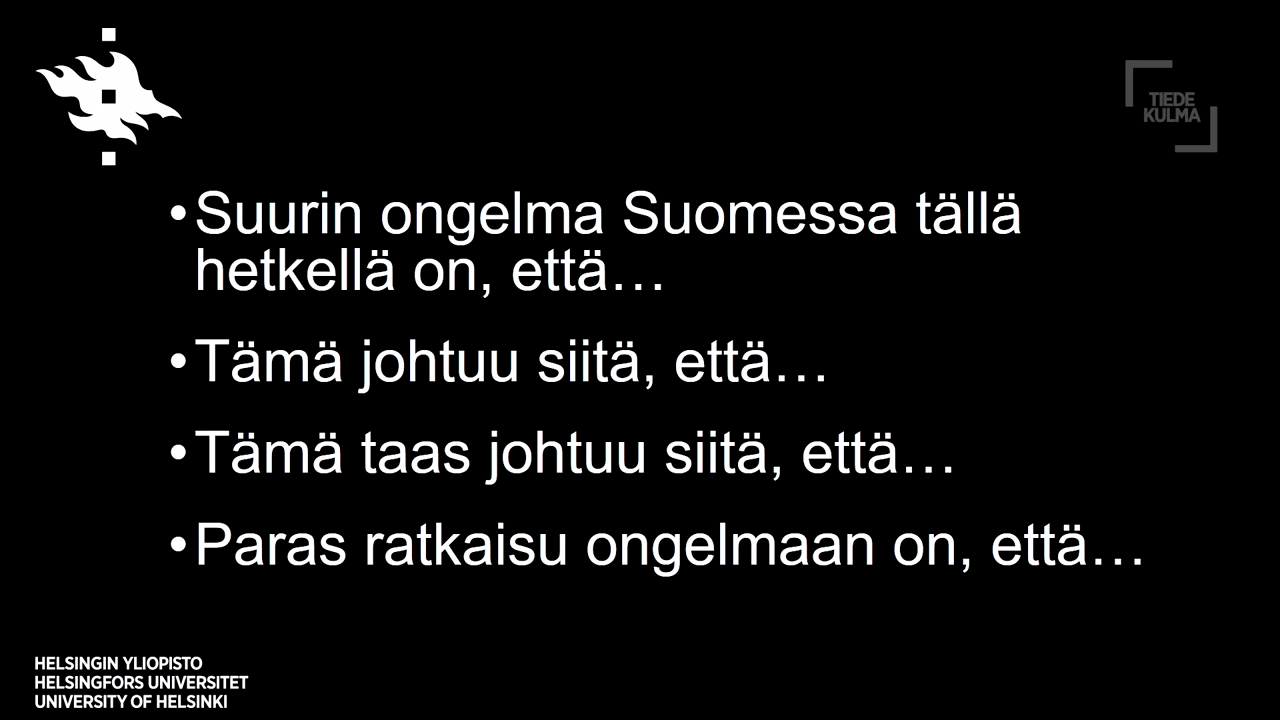 TIEDE
KULMA
•Suurin ongelma Suomessa tällä
hetkellä on, että…
•Tämä johtuu siitä, että…
•Tämä taas johtuu siitä, että…
•Paras ratkaisu ongelmaan on, että…
HELSINGIN YLIOPISTO
HELSINGFORS UNIVERSITET
UNIVERSITY OF HELSINKI